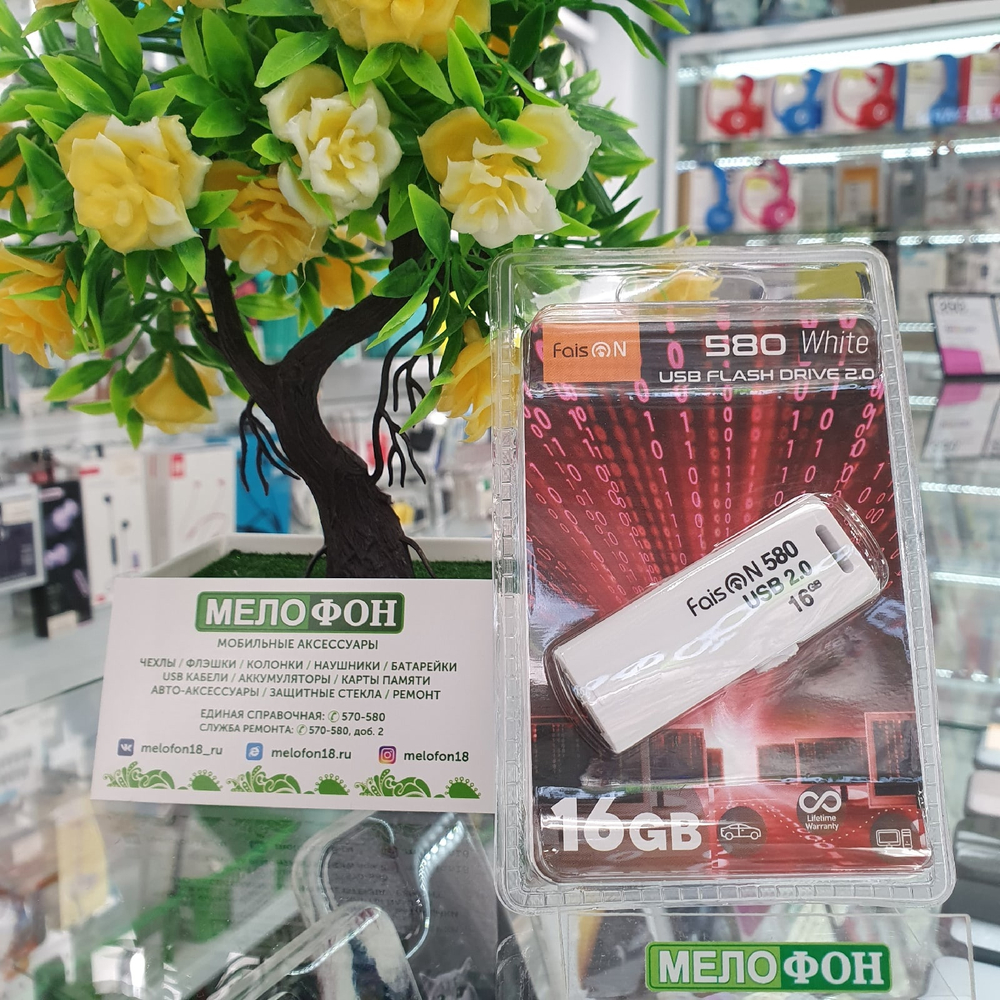 FaisON
580 White
USB FLASH DRIVE 2.0
FaisON 580
USB 2.0
16GB
16GB
Lifetime
Warranty
МЕЛОФОН
МОБИЛЬНЫЕ АКСЕССУАРЫ
ЧЕХЛЫ / ФЛЭШКИ / КОЛОНКИ / НАУШНИКИ / БАТАРЕЙКИ
USB КАБЕЛИ / АККУМУЛЯТОРЫ / КАРТЫ ПАМЯТИ
АВТО-АКСЕССУАРЫ / ЗАЩИТНЫЕ СТЕКЛА / РЕМОНТ
ЕДИНАЯ СПРАВОЧНАЯ: 570-580
СЛУЖБА РЕМОНТА: 570-580, доб. 2
melofon18_ru melofon18.ru melofon18
МЕЛОФОН